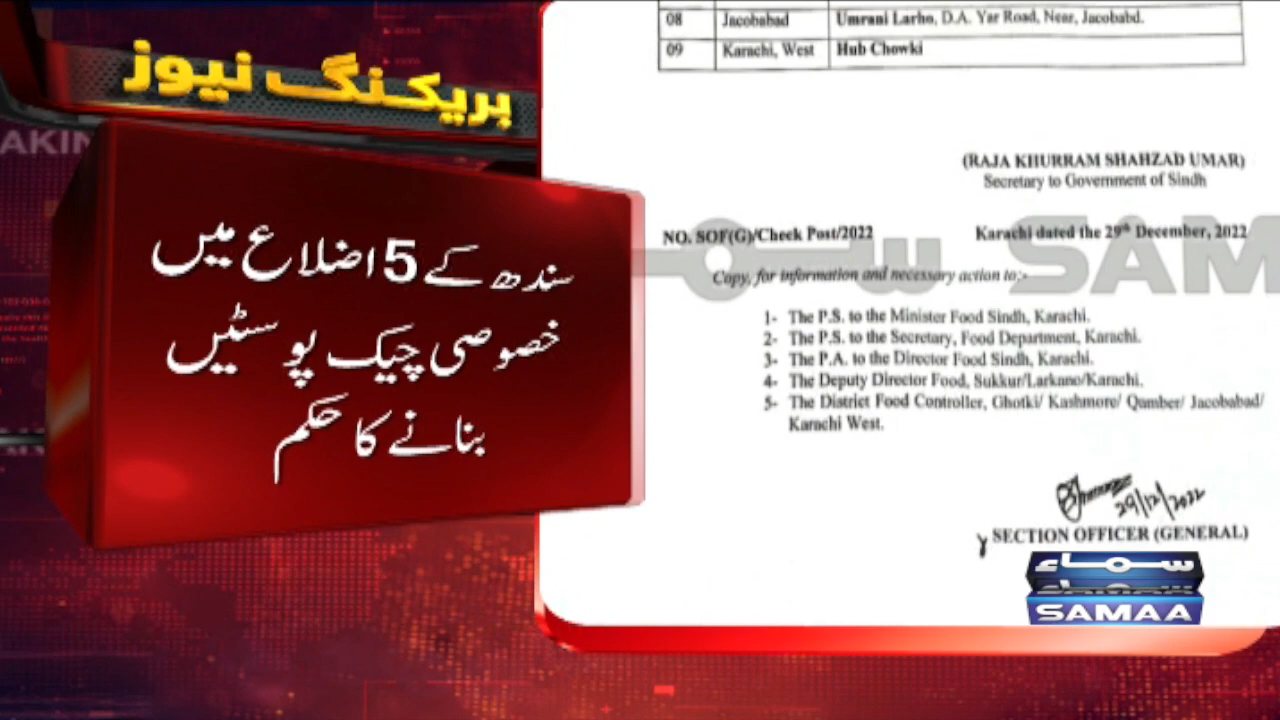 بریکنگ نیوز
AKIN
سندھ کے 5 اضلاع میں
خصوصی چیک پوسٹیں
بنانے کا حکم
08 Jacobabad Umrani Larho, D.A. Yar Road, Near, Jacobabd.
09 Karachi, West Hub Chowki
(RAJA KHURRAM SHAHZAD UMAR)
Secretary to Government of Sindh
NO. SOF(G)/Check Post/2022 Karachi dated the 29th December, 2022
Copy, for information and necessary action to:-
1- The P.S. to the Minister Food Sindh, Karachi.
2- The P.S. to the Secretary, Food Department, Karachi.
3- The P.A. to the Director Food Sindh, Karachi.
4- The Deputy Director Food, Sukkur/Larkano/Karachi.
5- The District Food Controller, Ghotki/ Kashmore/ Qamber/ Jacobabad/
Karachi West.
29/12/2022
SECTION OFFICER (GENERAL)
سماء SAM
سماء
SAMAA